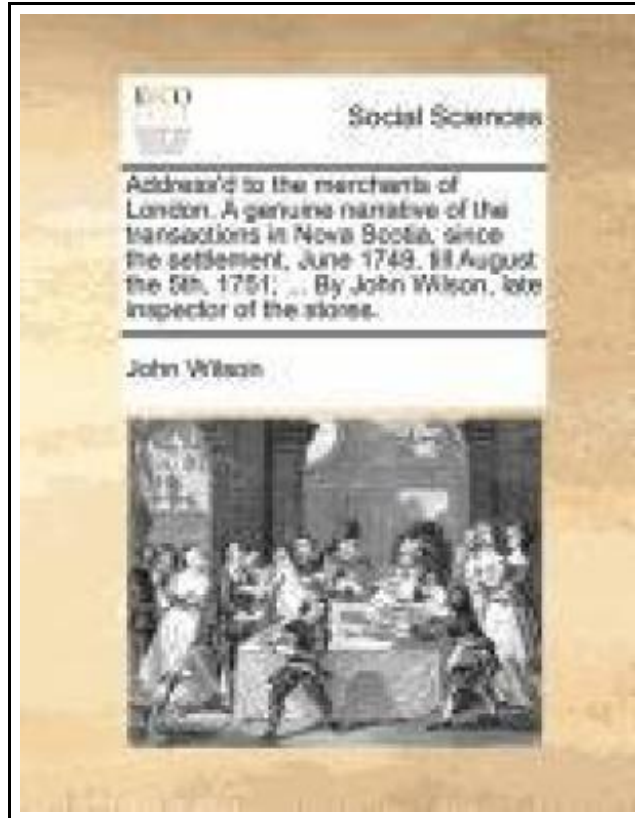 ECCO
Social Sciences
Address'd to the merchants of
London. A genuine narrative of the
transactions in Nova Scotia, since
the settlement, June 1749, till August
the 5th, 1751; ... By John Wilson, late
inspector of the stores.
John Wilson